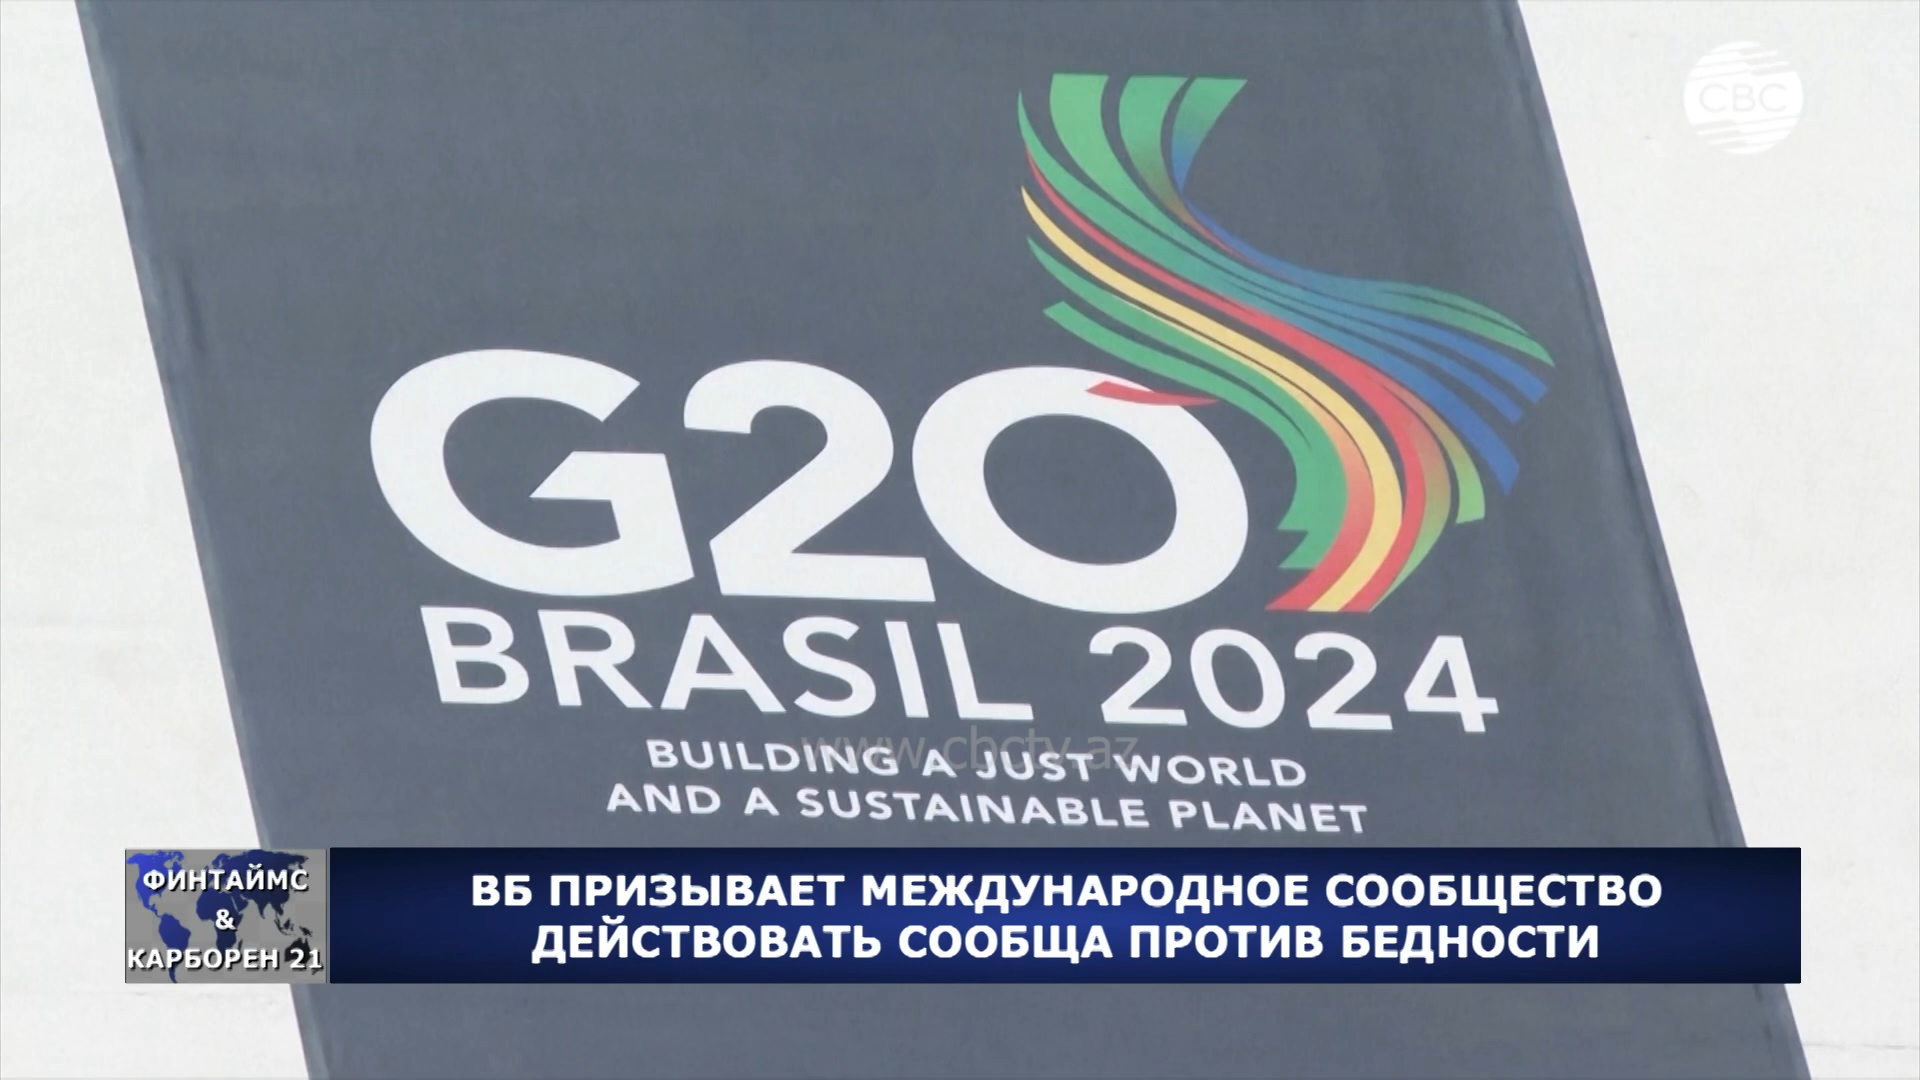 CBC
G20
BRASIL 2024
www.cbctv.az
BUILDING A JUST WORLD
AND A SUSTAINABLE PLANET
ФИНТАЙМС
&
КАРБОРЕН 21
ВБ ПРИЗЫВАЕТ МЕЖДУНАРОДНОЕ СООБЩЕСТВО
ДЕЙСТВОВАТЬ СООБЩА ПРОТИВ БЕДНОСТИ